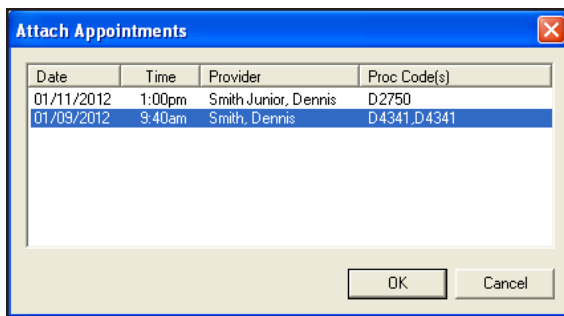 Attach Appointments
Date Time Provider Proc Code(s)
01/11/2012 1:00pm Smith Junior, Dennis D2750
01/09/2012 9:40am Smith, Dennis D4341,D4341
OK Cancel